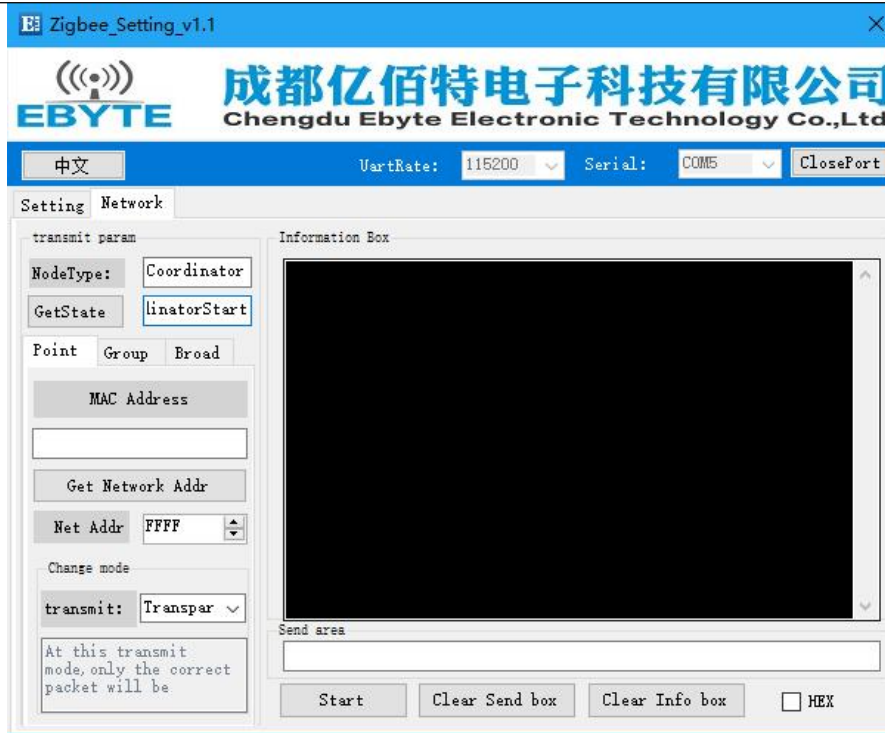 Zigbee_Setting_v1.1
EBYTE
成都亿佰特电子科技有限公司
Chengdu Ebyte Electronic Technology Co.,Ltd
中文 UartRate: 115200 Serial: COM5 ClosePort
Setting Network
transmit param
NodeType: Coordinator
GetState linatorStart
Point Group Broad
MAC Address
Get Network Addr
Net Addr FFFF
Change mode
transmit: Transpar
At this transmit
mode,only the correct
packet will be
Information Box
Send area
Start Clear Send box Clear Info box HEX